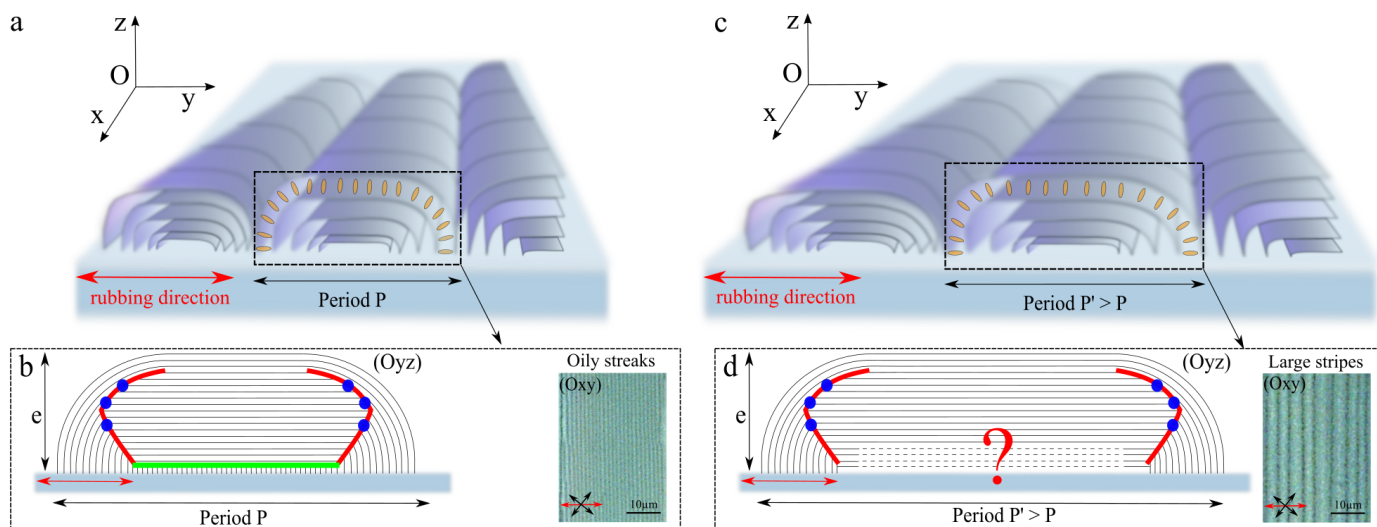 a
z
O
x
y
rubbing direction
Period P
b
(Oyz)
e
Period P
Oily streaks
(Oxy)
10µm
c
z
O
x
y
rubbing direction
Period P' > P
d
(Oyz)
e
?
Period P' > P
Large stripes
(Oxy)
10µm